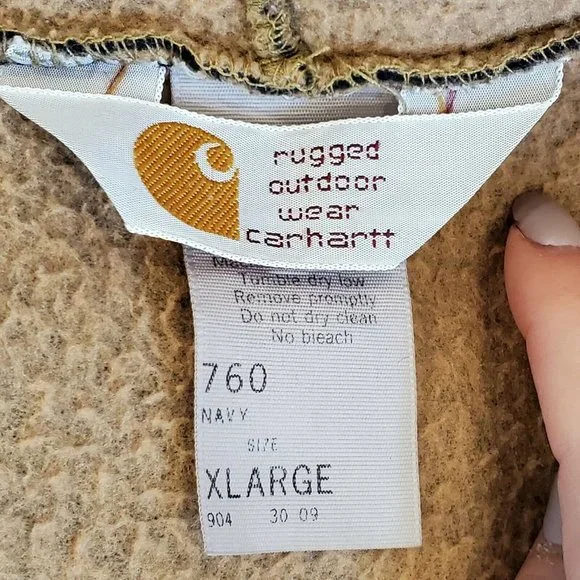 rugged
outdoor
wear
carhartt
Tumble dry low
Remove promptly
Do not dry clean
No bleach
760
NAVY
SIZE
XLARGE
904 30 09